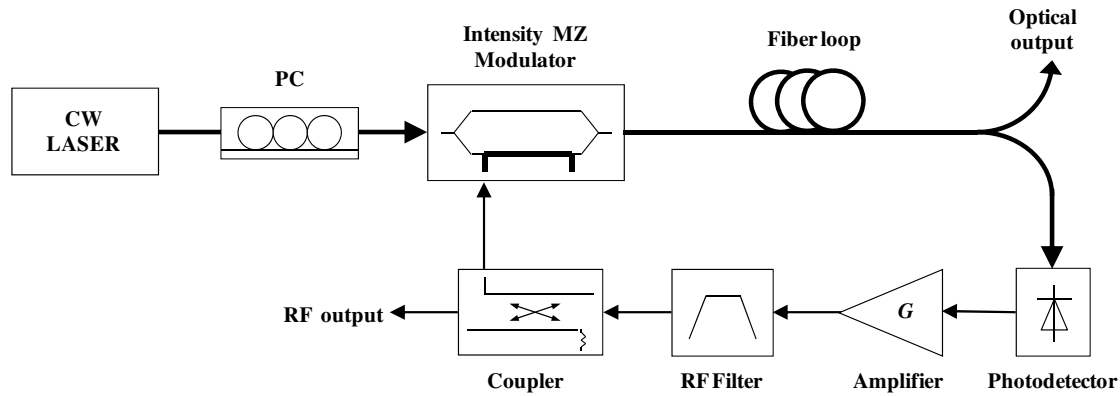 Intensity MZ
Modulator
Fiber loop
Optical
output
PC
CW
LASER
RF output
G
Coupler
RF Filter
Amplifier
Photodetector